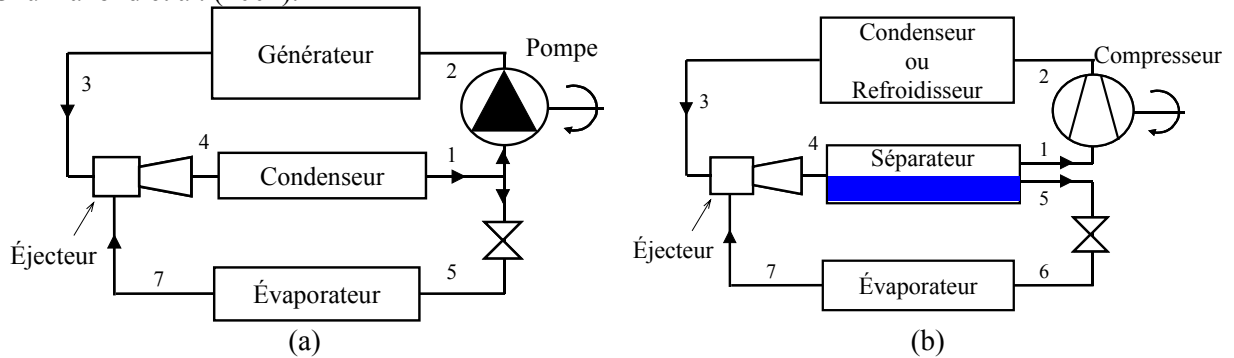 Générateur
Pompe
2
3
4
1
Condenseur
Éjecteur
5
7
Évaporateur
(a)
Condenseur
ou
Refroidisseur
Compresseur
2
3
4
1
Séparateur
5
Éjecteur
7
6
Évaporateur
(b)